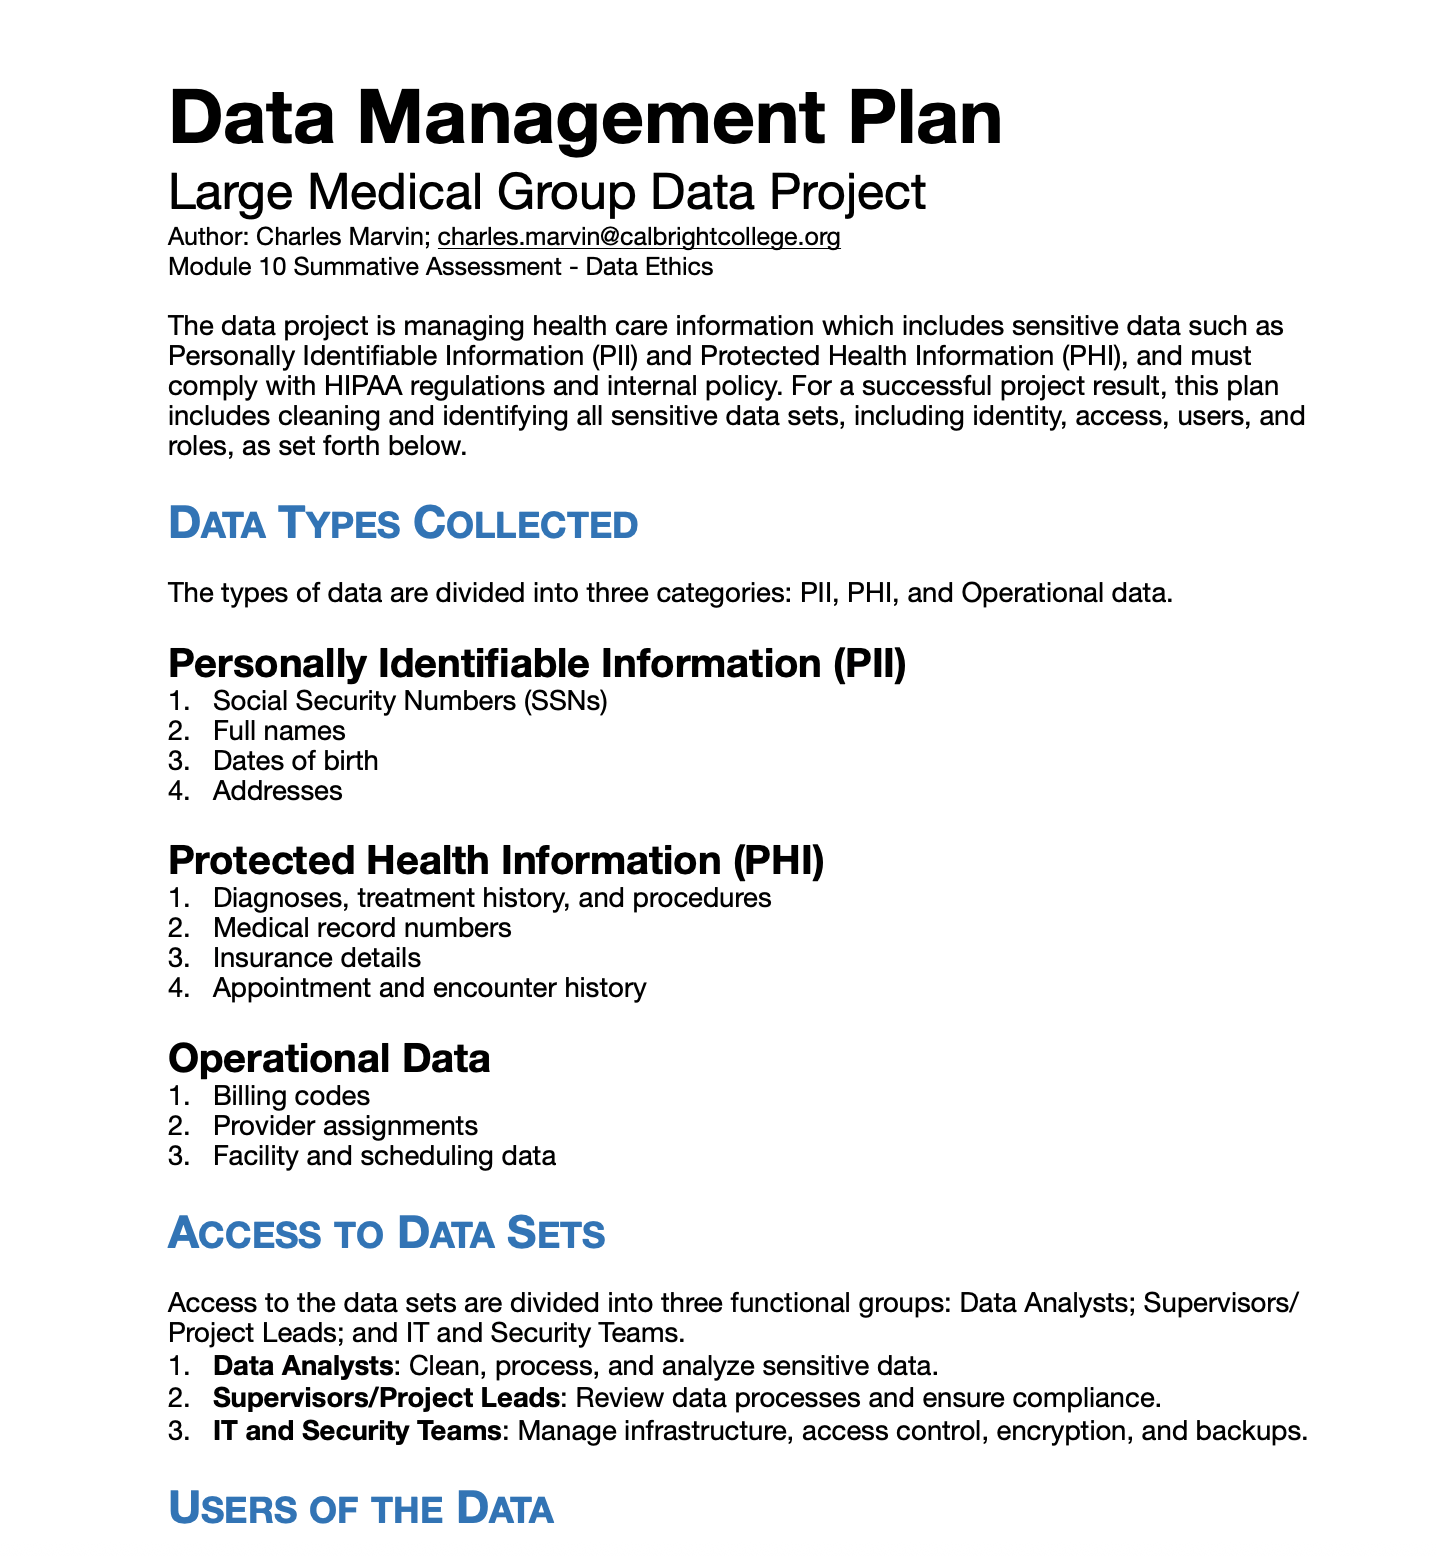 Data Management Plan
Large Medical Group Data Project
Author: Charles Marvin; charles.marvin@calbrightcollege.org
Module 10 Summative Assessment - Data Ethics
The data project is managing health care information which includes sensitive data such as
Personally Identifiable Information (PII) and Protected Health Information (PHI), and must
comply with HIPAA regulations and internal policy. For a successful project result, this plan
includes cleaning and identifying all sensitive data sets, including identity, access, users, and
roles, as set forth below.
DATA TYPES COLLECTED
The types of data are divided into three categories: PII, PHI, and Operational data.
Personally Identifiable Information (PII)
1. Social Security Numbers (SSNs)
2. Full names
3. Dates of birth
4. Addresses
Protected Health Information (PHI)
1. Diagnoses, treatment history, and procedures
2. Medical record numbers
3. Insurance details
4. Appointment and encounter history
Operational Data
1. Billing codes
2. Provider assignments
3. Facility and scheduling data
ACCESS TO DATA SETS
Access to the data sets are divided into three functional groups: Data Analysts; Supervisors/
Project Leads; and IT and Security Teams.
1. Data Analysts: Clean, process, and analyze sensitive data.
2. Supervisors/Project Leads: Review data processes and ensure compliance.
3. IT and Security Teams: Manage infrastructure, access control, encryption, and backups.
USERS OF THE DATA